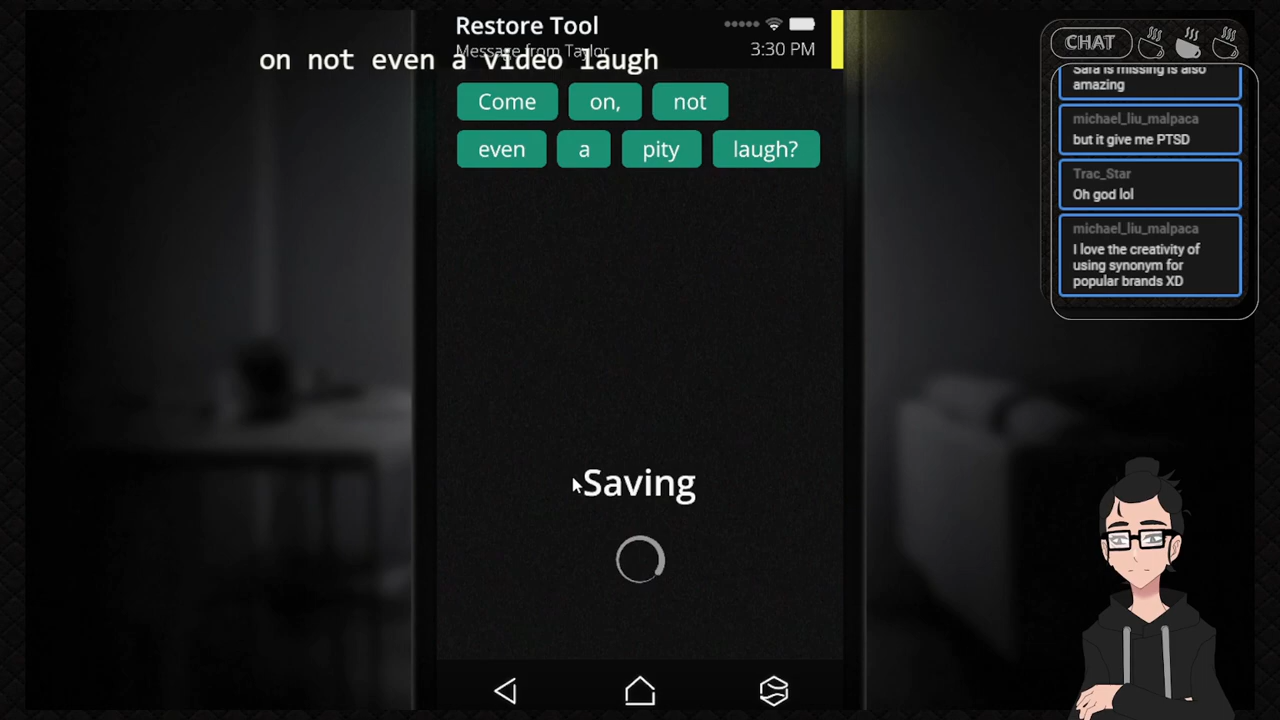 Restore Tool
Message from Taylor
3:30 PM
on not even a video laugh
Come on, not
even a pity laugh?
Saving
CHAT
Sara is missing is also
amazing
michael_liu_malpaca
but it give me PTSD
Trac_Star
Oh god lol
michael_liu_malpaca
I love the creativity of
using synonym for
popular brands XD